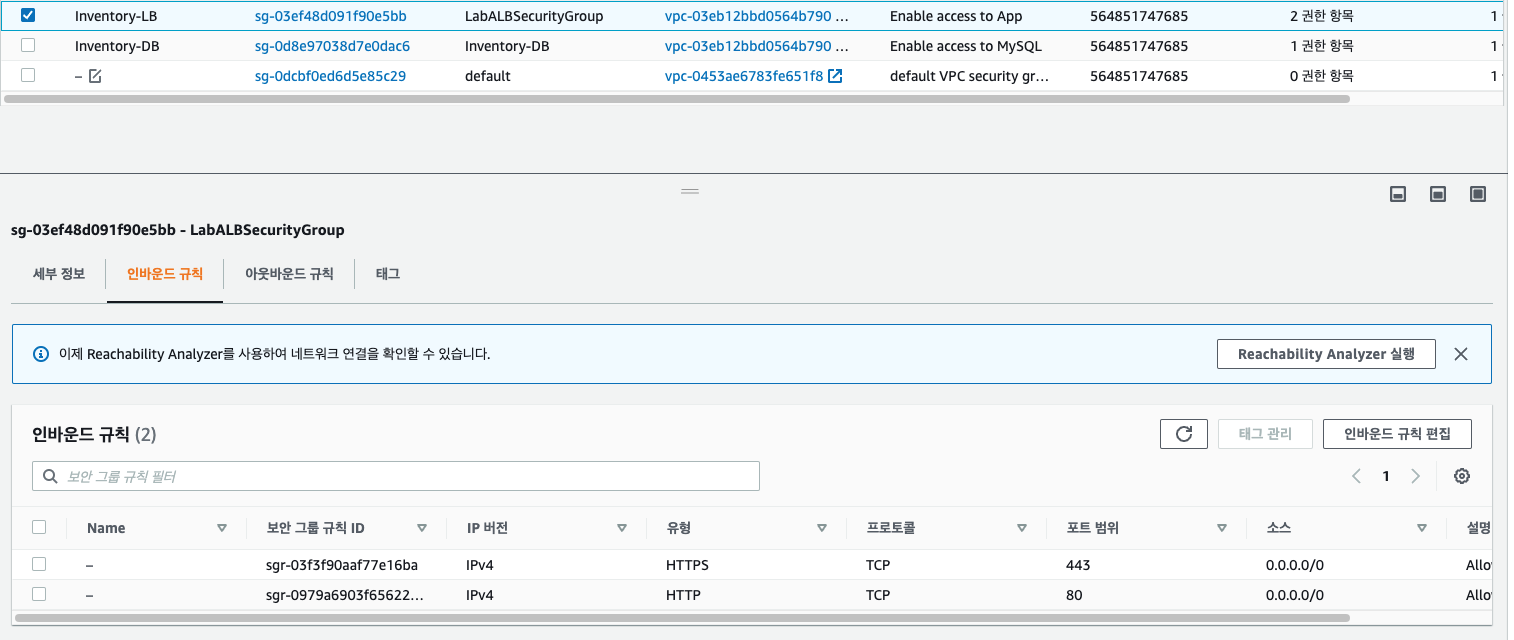 Inventory-LB sg-03ef48d091f90e5bb LabALBSecurityGroup vpc-03eb12bbd0564b790 ... Enable access to App 564851747685 2 권한 항목 1
Inventory-DB sg-0d8e97038d7e0dac6 Inventory-DB vpc-03eb12bbd0564b790 ... Enable access to MySQL 564851747685 1 권한 항목 1
– sg-0dcbf0ed6d5e85c29 default vpc-0453ae6783fe651f8 default VPC security gr... 564851747685 0 권한 항목 1
sg-03ef48d091f90e5bb - LabALBSecurityGroup
세부 정보 인바운드 규칙 아웃바운드 규칙 태그
이제 Reachability Analyzer를 사용하여 네트워크 연결을 확인할 수 있습니다. Reachability Analyzer 실행
인바운드 규칙 (2) 태그 관리 인바운드 규칙 편집
보안 그룹 규칙 필터 1
Name 보안 그룹 규칙 ID IP 버전 유형 프로토콜 포트 범위 소스 설명
– sgr-03f3f90aaf77e16ba IPv4 HTTPS TCP 443 0.0.0.0/0 Allo
– sgr-0979a6903f65622... IPv4 HTTP TCP 80 0.0.0.0/0 Allo